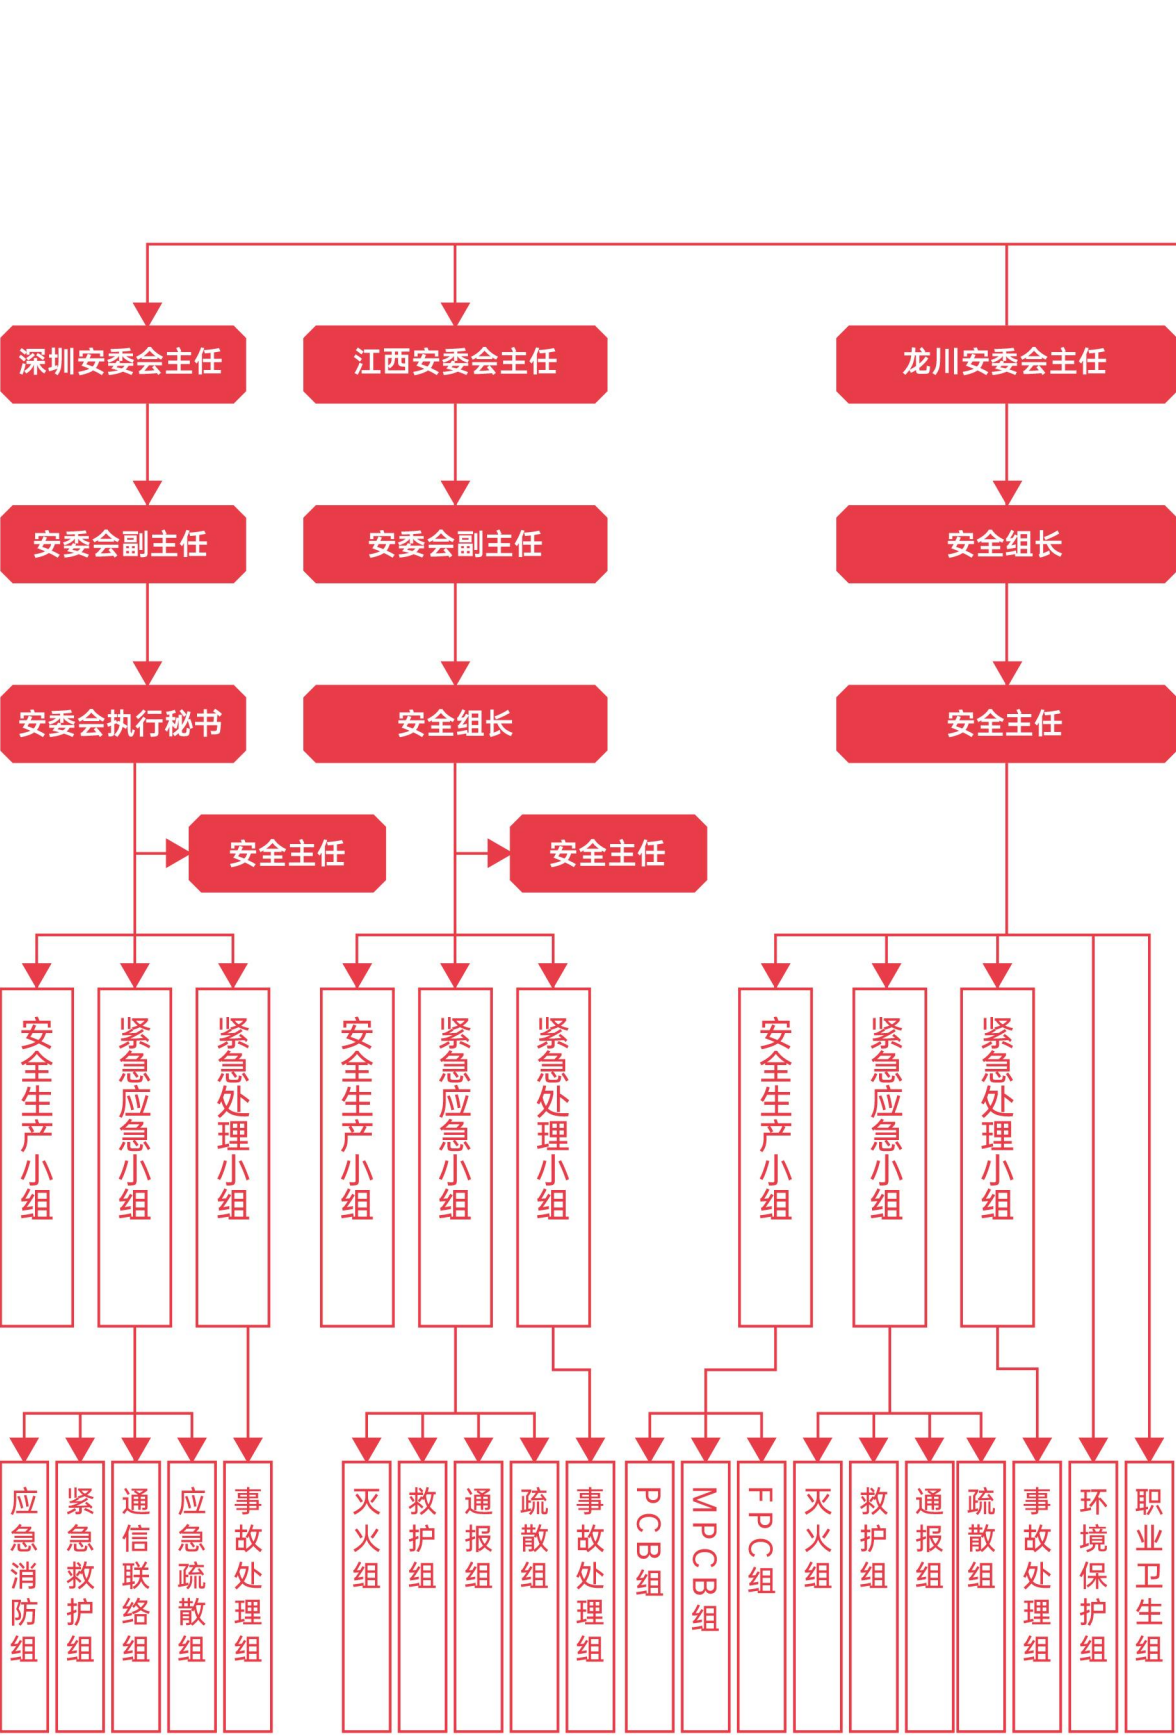 深圳安委会主任
江西安委会主任
龙川安委会主任
安委会副主任
安委会副主任
安全组长
安委会执行秘书
安全组长
安全主任
安全主任
安全主任
安全生产小组
紧急应急小组
紧急处理小组
安全生产小组
紧急应急小组
紧急处理小组
安全生产小组
紧急应急小组
紧急处理小组
应急消防组
紧急救护组
通信联络组
应急疏散组
事故处理组
灭火组
救护组
通报组
疏散组
事故处理组
PCB组
MPCB组
FPC组
灭火组
救护组
通报组
疏散组
事故处理组
环境保护组
职业卫生组